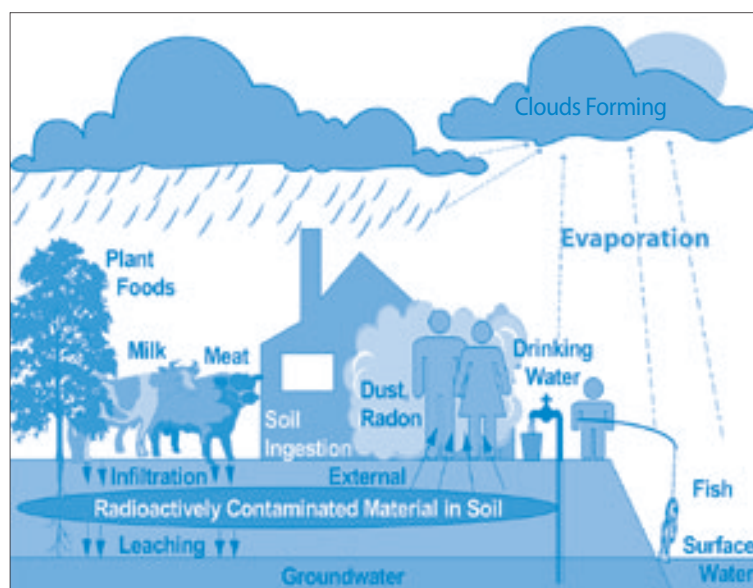 Clouds Forming
Evaporation
Plant
Foods
Milk
Meat
Drinking
Water
Dust,
Radon
Soil
Ingestion
Infiltration
External
Radioactively Contaminated Material in Soil
Fish
Leaching
Surface
Water
Groundwater